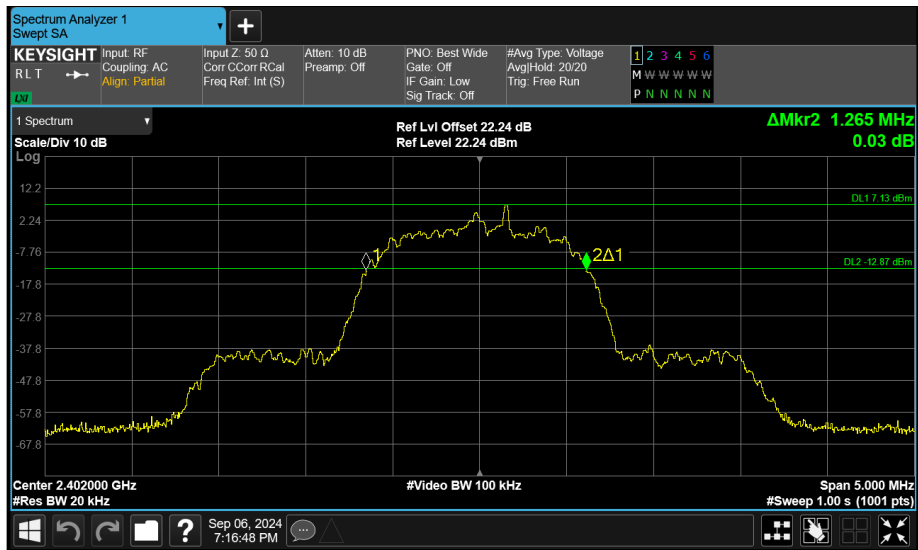 Spectrum Analyzer 1
Swept SA
+
KEYSIGHT
RLT
LXI
Input: RF
Coupling: AC
Align: Partial
Input Z: 50 Ω
Corr CCorr RCal
Freq Ref: Int (S)
Atten: 10 dB
Preamp: Off
PNO: Best Wide
Gate: Off
IF Gain: Low
Sig Track: Off
#Avg Type: Voltage
Avg|Hold: 20/20
Trig: Free Run
1 2 3 4 5 6
M W W W W W
P N N N N N
1 Spectrum
Scale/Div 10 dB
Log
Ref Lvl Offset 22.24 dB
Ref Level 22.24 dBm
ΔMkr2 1.265 MHz
0.03 dB
12.2
DL1 7.13 dBm
2.24
-7.76
1
2Δ1
DL2 -12.87 dBm
-17.8
-27.8
-37.8
-47.8
-57.8
-67.8
Center 2.402000 GHz
#Video BW 100 kHz
Span 5.000 MHz
#Res BW 20 kHz
#Sweep 1.00 s (1001 pts)
?
Sep 06, 2024
7:16:48 PM